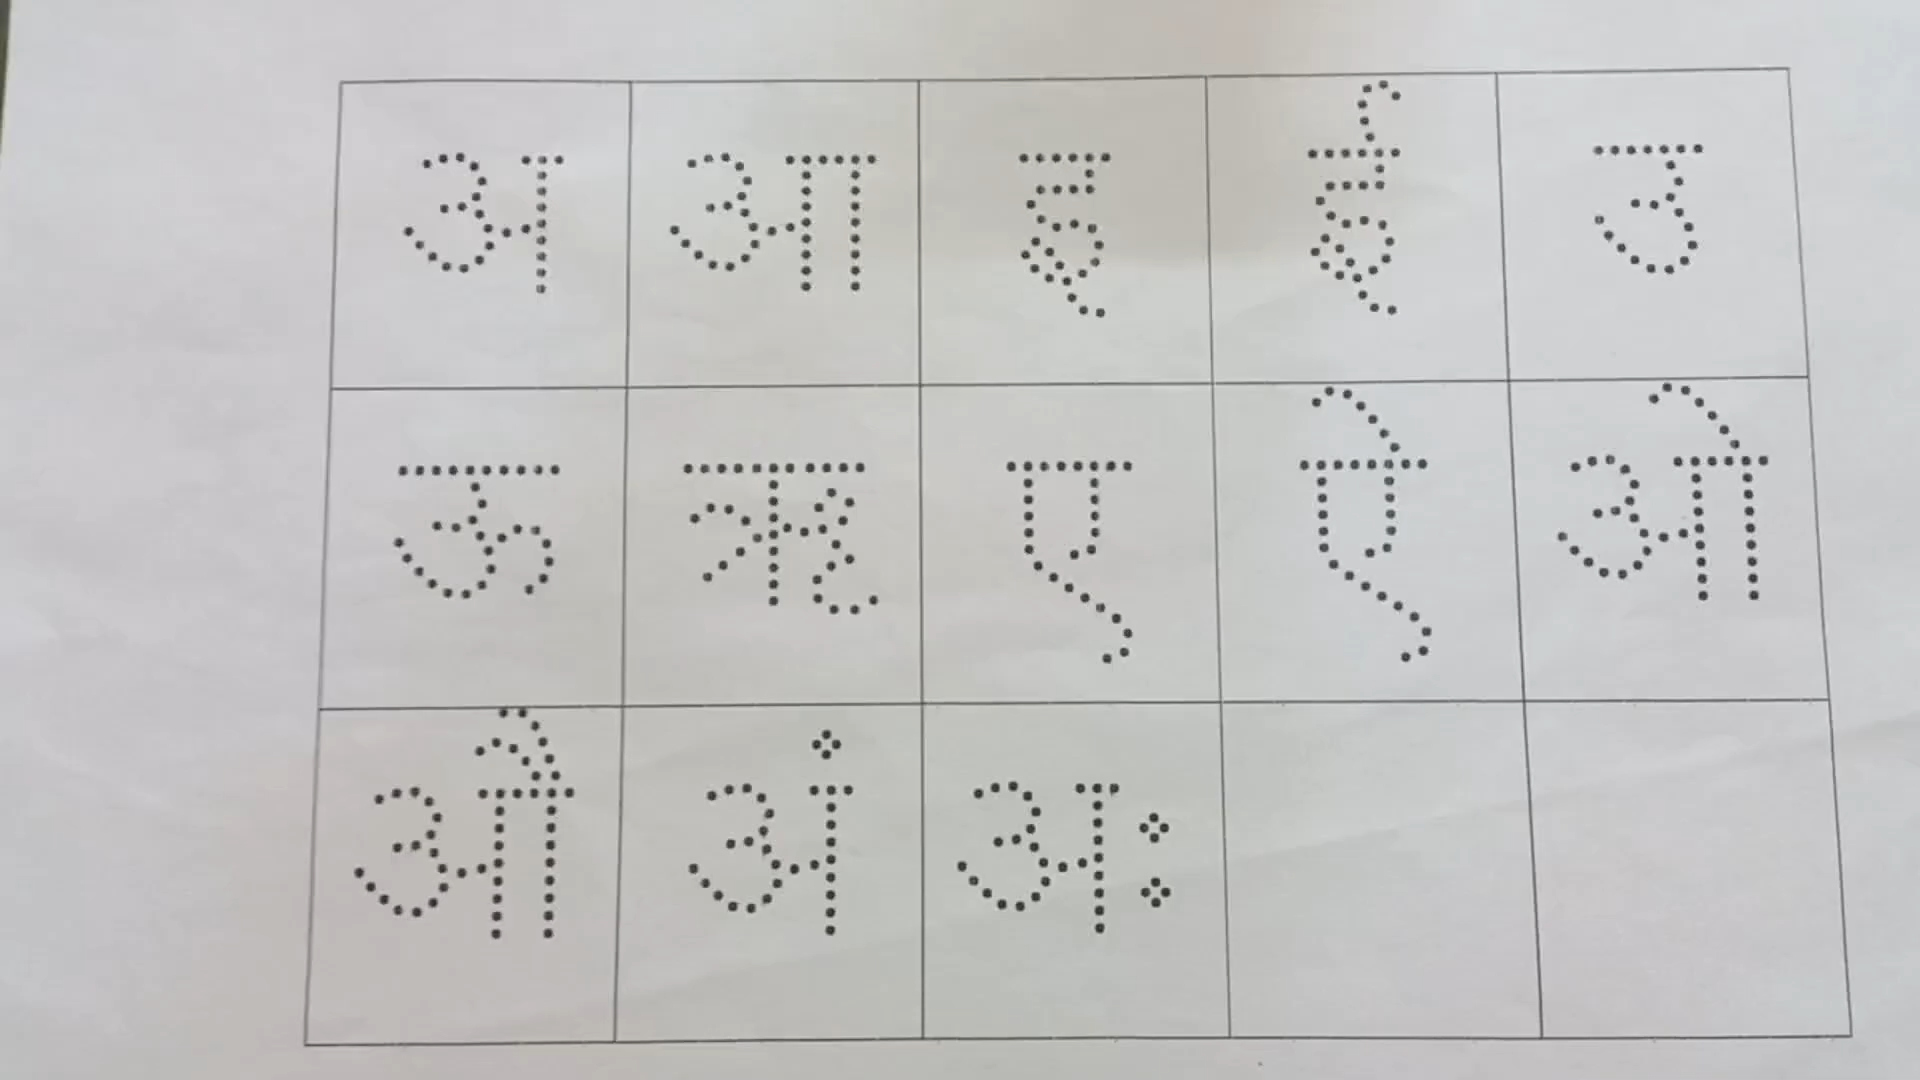 अ आ इ ई उ
ऊ ऋ ए ऐ ओ
औ अं अः